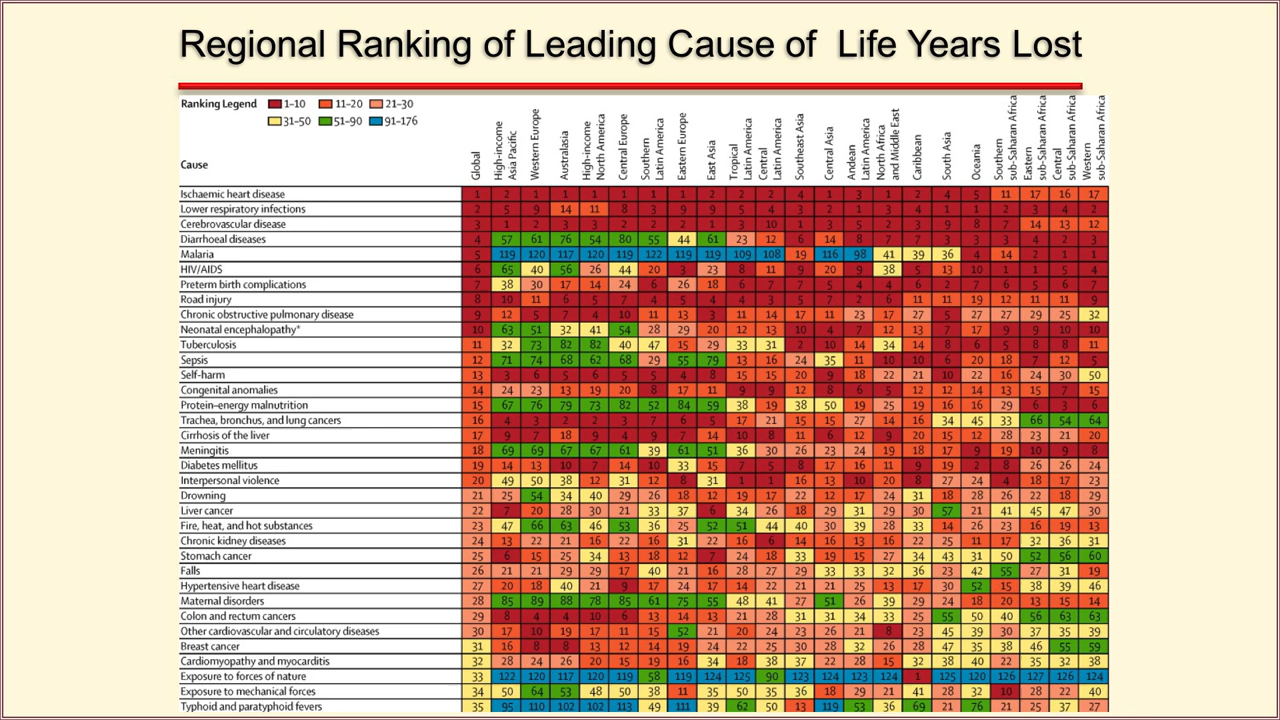 Regional Ranking of Leading Cause of Life Years Lost
Ranking Legend 1–10 11–20 21–30
31–50 51–90 91–176
Cause
Global
High-income
Asia Pacific
Western Europe
Australasia
High-income
North America
Central Europe
Southern
Latin America
Eastern Europe
East Asia
Tropical
Latin America
Central
Latin America
Southeast Asia
Central Asia
Andean
Latin America
North Africa
and Middle East
Caribbean
South Asia
Oceania
Southern
sub-Saharan Africa
Eastern
sub-Saharan Africa
Central
sub-Saharan Africa
Western
sub-Saharan Africa
Ischaemic heart disease 1 2 1 1 1 1 1 1 2 2 2 4 1 3 1 2 4 5 11 17 16 17
Lower respiratory infections 2 5 9 14 11 8 3 9 9 5 4 3 2 1 3 4 1 1 2 3 4 2
Cerebrovascular disease 3 1 2 3 3 2 2 2 1 3 10 1 3 5 2 3 9 8 7 14 13 12
Diarrhoeal diseases 4 57 61 76 54 80 55 44 61 23 12 6 14 8 7 7 3 3 3 4 2 3
Malaria 5 119 120 117 120 119 122 119 119 109 108 19 116 98 41 39 36 4 14 2 1 1
HIV/AIDS 6 65 40 56 26 44 20 3 23 8 11 9 20 9 38 5 13 10 1 1 5 4
Preterm birth complications 7 38 30 17 14 24 6 26 18 6 7 7 5 4 4 6 2 6 5 6 6 7
Road injury 8 10 11 6 5 7 4 5 4 4 3 5 7 2 6 11 11 19 12 11 11 9
Chronic obstructive pulmonary disease 9 12 5 7 4 10 11 13 3 11 14 17 11 23 17 27 5 27 27 29 25 32
Neonatal encephalopathy* 10 63 51 32 41 54 28 29 20 12 13 10 4 7 12 13 7 17 9 9 10 10
Tuberculosis 11 32 73 82 82 40 47 15 29 33 31 2 10 14 34 14 6 7 6 5 8 11
Sepsis 12 71 74 68 62 68 29 55 79 13 16 24 35 11 10 10 6 20 18 7 12 5
Self-harm 13 3 6 5 6 5 5 4 8 15 15 20 9 18 22 21 10 22 16 24 30 50
Congenital anomalies 14 24 23 13 19 20 8 17 11 9 9 12 8 6 5 12 12 14 13 15 7 15
Protein–energy malnutrition 15 67 76 79 73 82 52 84 59 38 19 38 50 19 25 19 16 16 29 6 3 6
Trachea, bronchus, and lung cancers 16 4 3 2 2 3 7 6 5 17 21 15 15 27 14 16 34 45 33 66 54 64
Cirrhosis of the liver 17 9 7 18 9 4 9 7 14 10 8 11 6 12 9 20 15 12 28 23 21 20
Meningitis 18 69 69 67 67 61 39 61 51 36 30 26 23 24 19 18 17 9 19 10 9 8
Diabetes mellitus 19 14 13 10 7 14 10 33 15 7 5 8 17 16 11 9 19 2 8 26 26 24
Interpersonal violence 20 49 50 38 12 31 12 8 31 1 1 16 13 10 20 8 27 24 4 18 17 23
Drowning 21 25 54 34 40 29 26 18 12 19 17 22 12 17 24 31 18 28 26 22 18 29
Liver cancer 22 7 20 28 30 21 33 37 6 34 26 18 29 31 29 30 57 21 41 45 47 30
Fire, heat, and hot substances 23 47 66 63 46 53 36 25 52 51 44 40 30 39 28 33 14 26 23 16 19 13
Chronic kidney diseases 24 13 22 21 16 22 16 31 22 16 6 14 16 13 16 22 25 11 17 32 36 31
Stomach cancer 25 6 15 25 34 13 18 12 7 24 18 33 19 15 27 34 43 31 50 52 56 60
Falls 26 21 21 29 29 17 40 21 16 28 27 29 33 33 32 36 23 42 55 27 31 19
Hypertensive heart disease 27 20 18 40 21 9 17 24 17 14 22 21 21 25 13 17 30 52 15 38 39 46
Maternal disorders 28 85 89 88 78 85 61 75 55 48 41 27 51 26 39 29 24 18 20 13 15 14
Colon and rectum cancers 29 8 4 4 10 6 13 14 13 21 28 31 31 34 33 25 55 50 40 56 63 63
Other cardiovascular and circulatory diseases 30 17 10 19 17 11 15 52 21 20 24 23 26 21 8 23 45 39 30 37 35 39
Breast cancer 31 16 8 8 13 12 14 19 24 22 25 30 28 32 26 28 47 35 38 46 55 59
Cardiomyopathy and myocarditis 32 28 24 26 20 15 19 16 34 18 38 37 22 28 15 32 38 40 22 35 32 38
Exposure to forces of nature 33 122 120 117 120 119 58 119 124 125 90 123 124 123 124 1 125 120 126 127 126 124
Exposure to mechanical forces 34 50 64 53 48 50 38 11 35 50 35 36 18 29 21 41 28 32 10 28 22 40
Typhoid and paratyphoid fevers 35 95 110 102 102 113 49 111 39 62 50 13 119 53 36 69 8 76 21 25 37 27